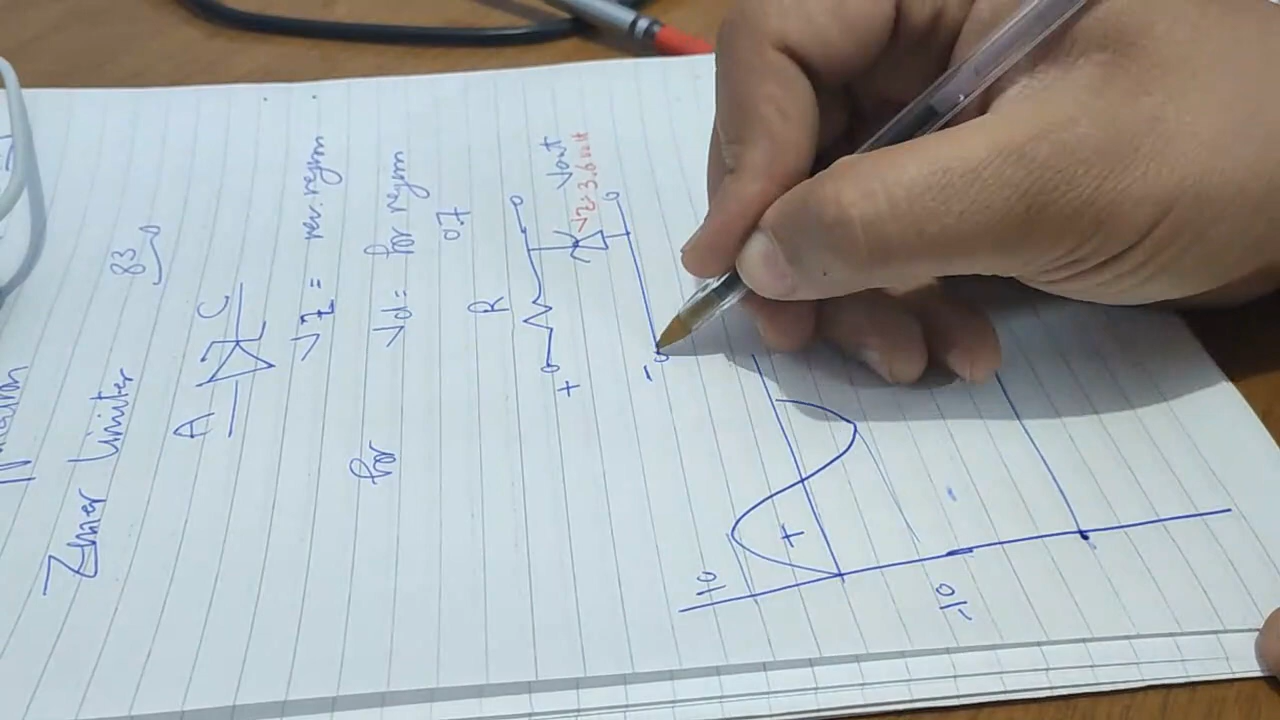 Zener Limiter
83
A C
VZ = rev. region
Vd = for region
0.7
for
R
+
Vout
VZ=3.6 volt
-
10
+
-10